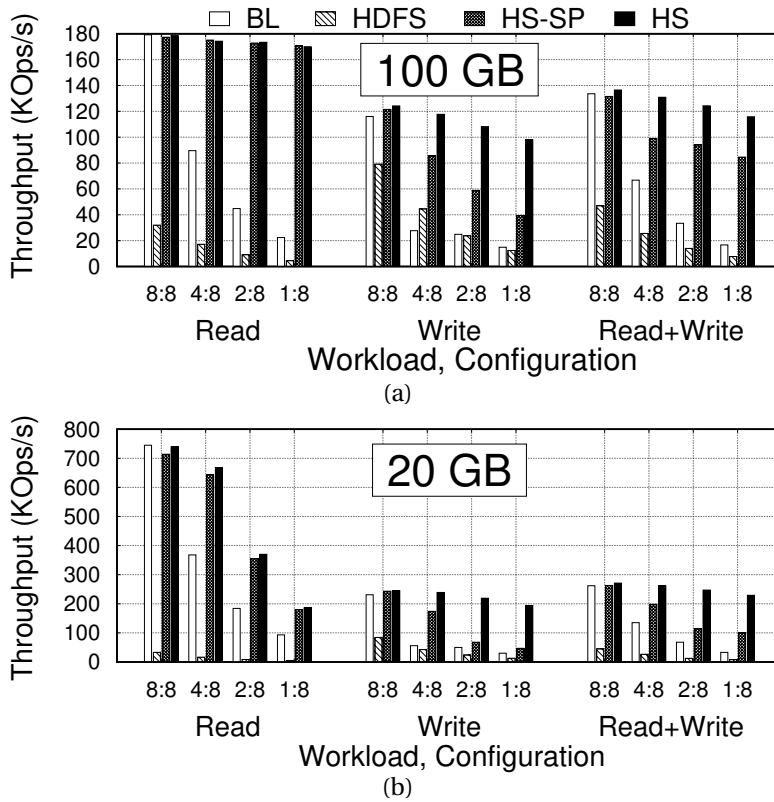 BL HDFS HS-SP HS
Throughput (KOps/s)
180
160
140
120
100
80
60
40
20
0
100 GB
8:8 4:8 2:8 1:8 8:8 4:8 2:8 1:8 8:8 4:8 2:8 1:8
Read Write Read+Write
Workload, Configuration
(a)
Throughput (KOps/s)
800
700
600
500
400
300
200
100
0
20 GB
8:8 4:8 2:8 1:8 8:8 4:8 2:8 1:8 8:8 4:8 2:8 1:8
Read Write Read+Write
Workload, Configuration
(b)